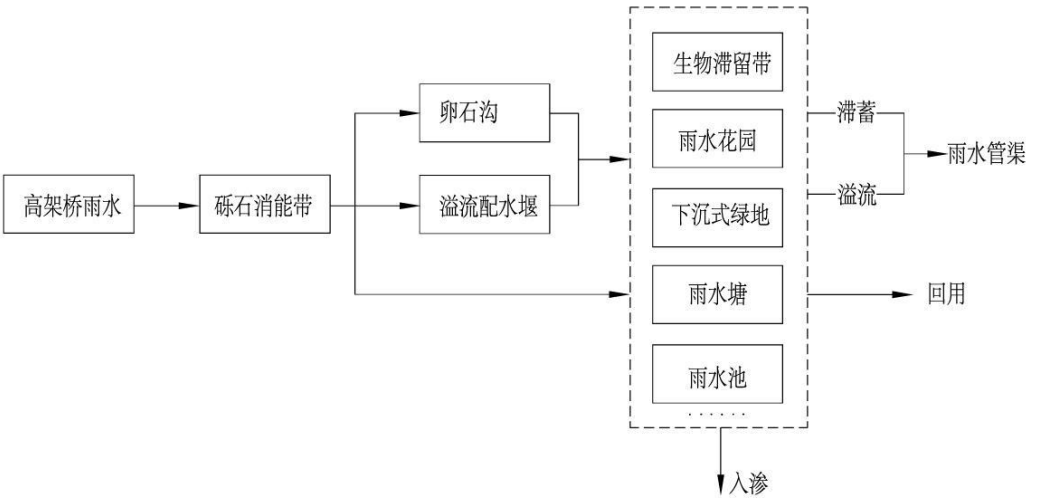 高架桥雨水
砾石消能带
卵石沟
溢流配水堰
生物滞留带
雨水花园
下沉式绿地
雨水塘
雨水池
······
滞蓄
溢流
雨水管渠
回用
入渗